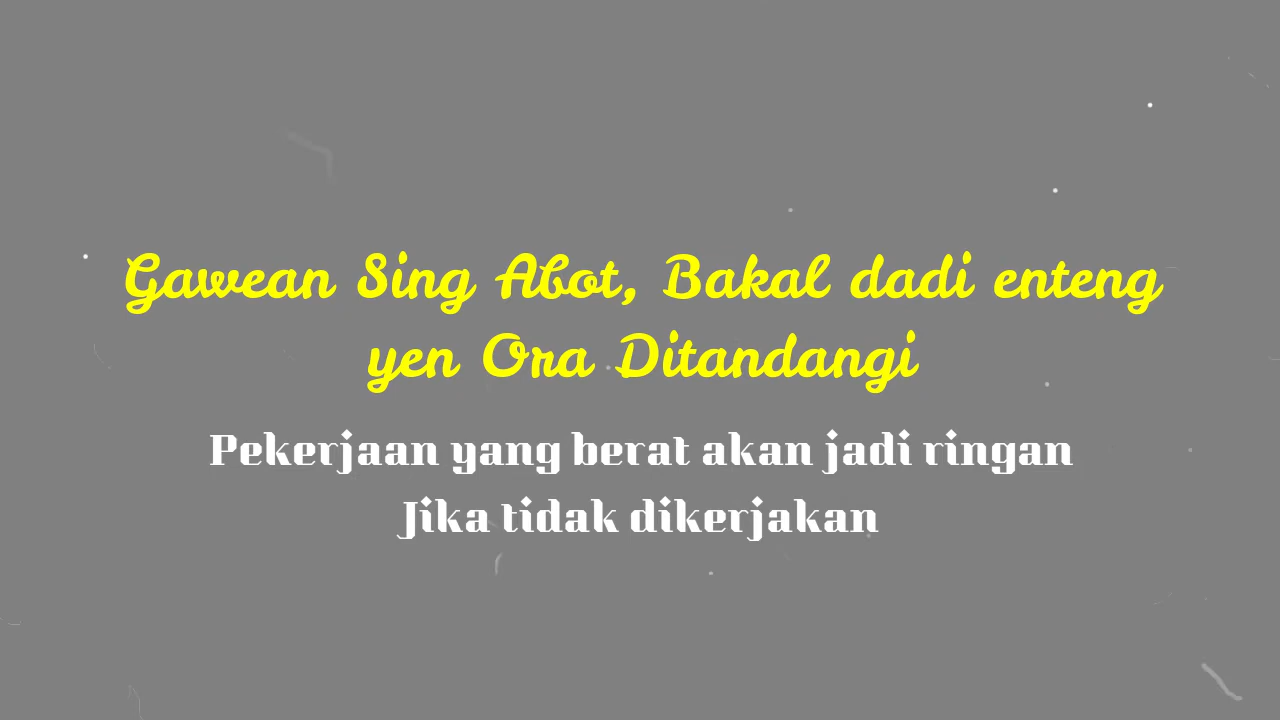 Gawean Sing Abot, Bakal dadi enteng
yen Ora Ditandangi
Pekerjaan yang berat akan jadi ringan
Jika tidak dikerjakan